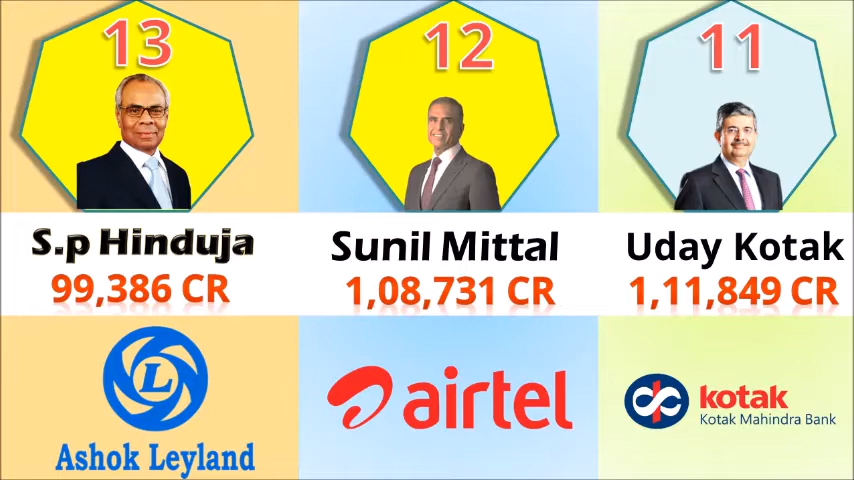 13
12
11
S.p Hinduja
Sunil Mittal
Uday Kotak
99,386 CR
1,08,731 CR
1,11,849 CR
L
Ashok Leyland
airtel
kotak
Kotak Mahindra Bank